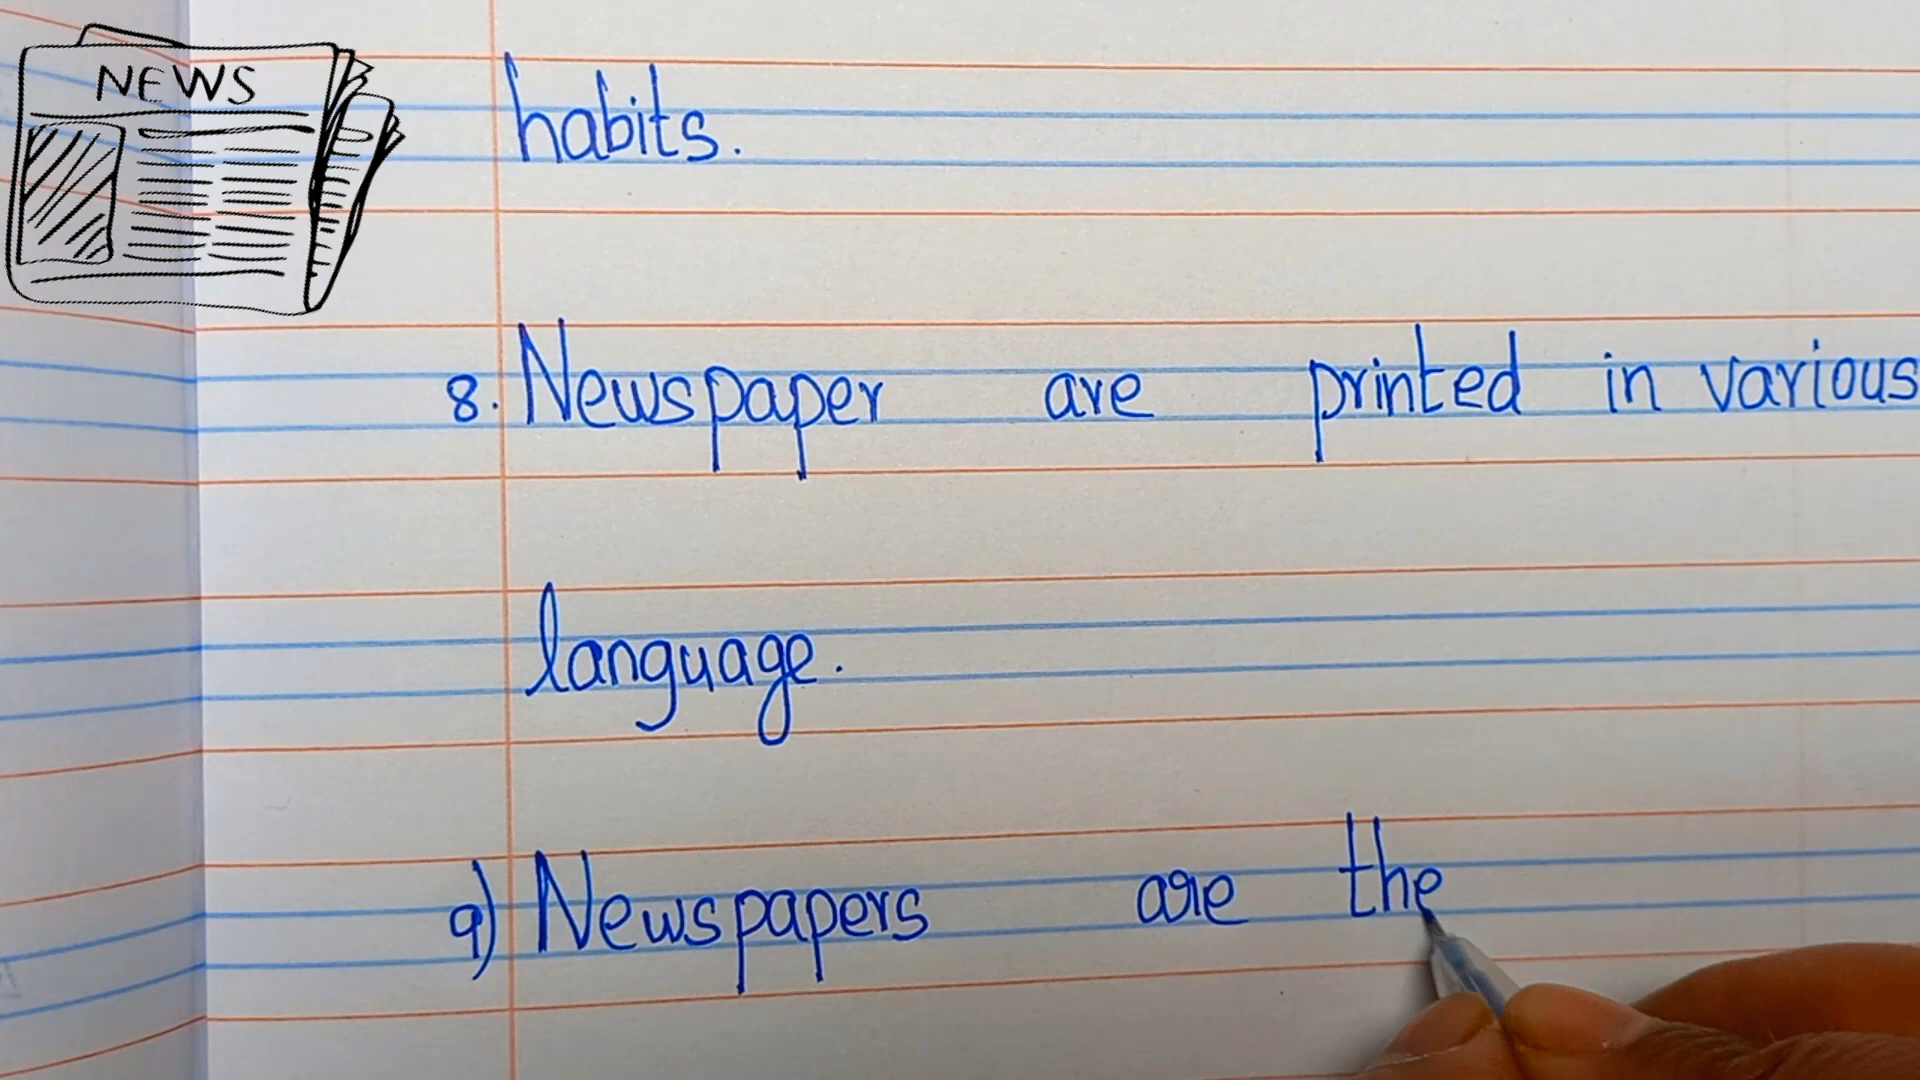 NEWS
habits.
8. Newspaper are printed in various
language.
9) Newspapers are the